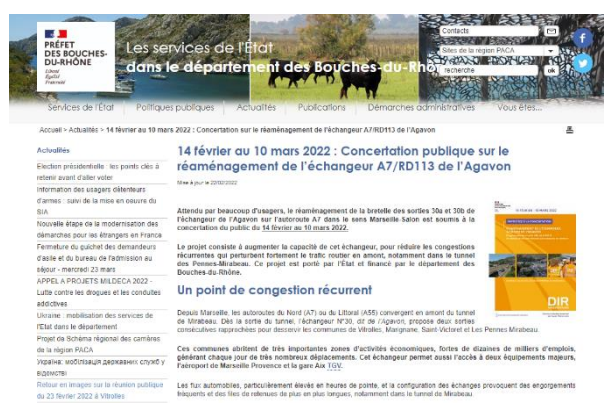 PRÉFET
DES BOUCHES-
DU-RHÔNE
Liberté
Égalité
Fraternité
Les services de l'État
dans le département des Bouches-du-Rhône
Contacts
Sites de la région PACA
recherche
ok
Services de l'État
Politiques publiques
Actualités
Publications
Démarches administratives
Vous êtes...
Accueil > Actualités > 14 février au 10 mars 2022 : Concertation sur le réaménagement de l'échangeur A7/RD113 de l'Agavon
Actualités
Election présidentielle : les points clés à
retenir avant d'aller voter
Information des usagers détenteurs
d'armes : suivi de la mise en oeuvre du
SIA
Nouvelle étape de la modernisation des
démarches pour les étrangers en France
Fermeture du guichet des demandeurs
d'asile et du bureau de l'admission au
séjour - mercredi 23 mars
APPEL A PROJETS MILDECA 2022 -
Lutte contre les drogues et les conduites
addictives
Ukraine : mobilisation des services de
l'Etat dans le département
Projet de Schéma régional des carrières
de la région PACA
Україна: мобілізація державних служб у
відомстві
Retour en images sur la réunion publique
du 23 février 2022 à Vitrolles
14 février au 10 mars 2022 : Concertation publique sur le
réaménagement de l'échangeur A7/RD113 de l'Agavon
Mise à jour le 22/02/2022
Attendu par beaucoup d'usagers, le réaménagement de la bretelle des sorties 30a et 30b de
l'échangeur de l'Agavon sur l'autoroute A7 dans le sens Marseille-Salon est soumis à la
concertation du public du 14 février au 10 mars 2022.
Le projet consiste à augmenter la capacité de cet échangeur, pour réduire les congestions
récurrentes qui perturbent fortement le trafic routier en amont, notamment dans le tunnel
des Pennes-Mirabeau. Ce projet est porté par l'État et financé par le département des
Bouches-du-Rhône.
DIR
Un point de congestion récurrent
Depuis Marseille, les autoroutes du Nord (A7) ou du Littoral (A55) convergent en amont du tunnel
de Mirabeau. Dès la sortie du tunnel, l'échangeur N°30, dit de l'Agavon, propose deux sorties
consécutives rapprochées pour desservir les communes de Vitrolles, Marignane, Saint-Victoret et Les Pennes Mirabeau.
Ces communes abritent de très importantes zones d'activités économiques, fortes de dizaines de milliers d'emplois,
générant chaque jour de très nombreux déplacements. Cet échangeur permet aussi l'accès à deux équipements majeurs,
l'aéroport de Marseille Provence et la gare Aix TGV.
Les flux automobiles, particulièrement élevés en heures de pointe, et la configuration des échanges provoquent des engorgements
fréquents et des files de retenues de plus en plus longues, notamment dans le tunnel de Mirabeau.